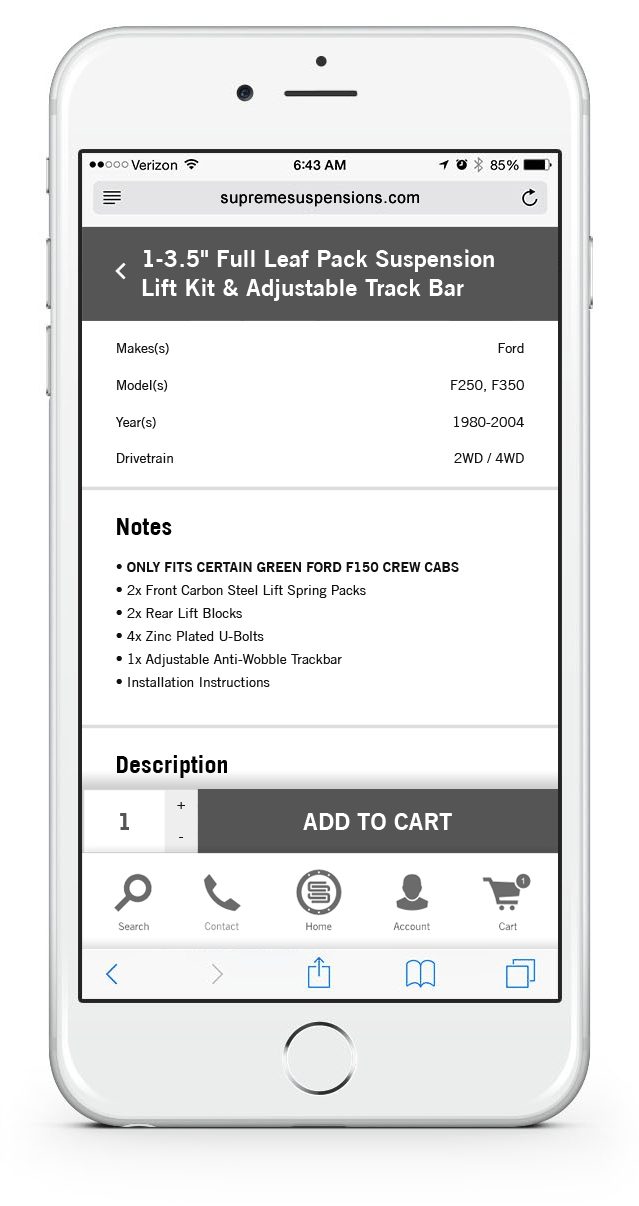 Verizon 6:43 AM 85%
supremesuspensions.com
1-3.5" Full Leaf Pack Suspension
Lift Kit & Adjustable Track Bar
Makes(s) Ford
Model(s) F250, F350
Year(s) 1980-2004
Drivetrain 2WD / 4WD
Notes
• ONLY FITS CERTAIN GREEN FORD F150 CREW CABS
• 2x Front Carbon Steel Lift Spring Packs
• 2x Rear Lift Blocks
• 4x Zinc Plated U-Bolts
• 1x Adjustable Anti-Wobble Trackbar
• Installation Instructions
Description
1 + - ADD TO CART
1
Search Contact Home Account Cart